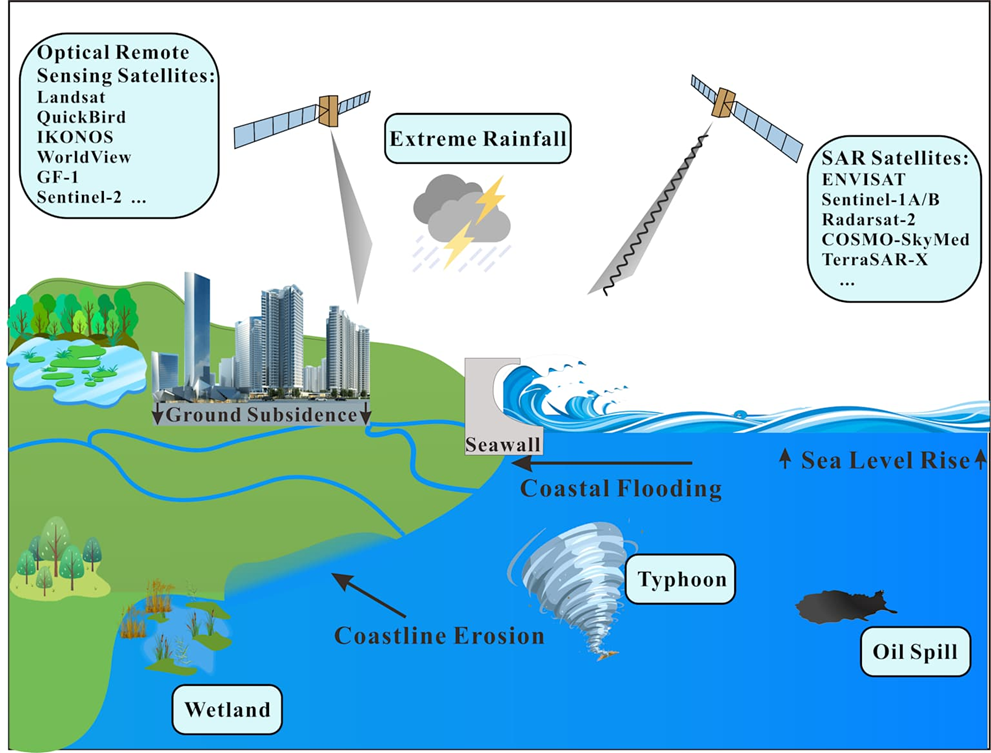 Optical Remote
Sensing Satellites:
Landsat
QuickBird
IKONOS
WorldView
GF-1
Sentinel-2 ...
Extreme Rainfall
SAR Satellites:
ENVISAT
Sentinel-1A/B
Radarsat-2
COSMO-SkyMed
TerraSAR-X
...
Ground Subsidence
Seawall
Sea Level Rise
Coastal Flooding
Typhoon
Coastline Erosion
Oil Spill
Wetland